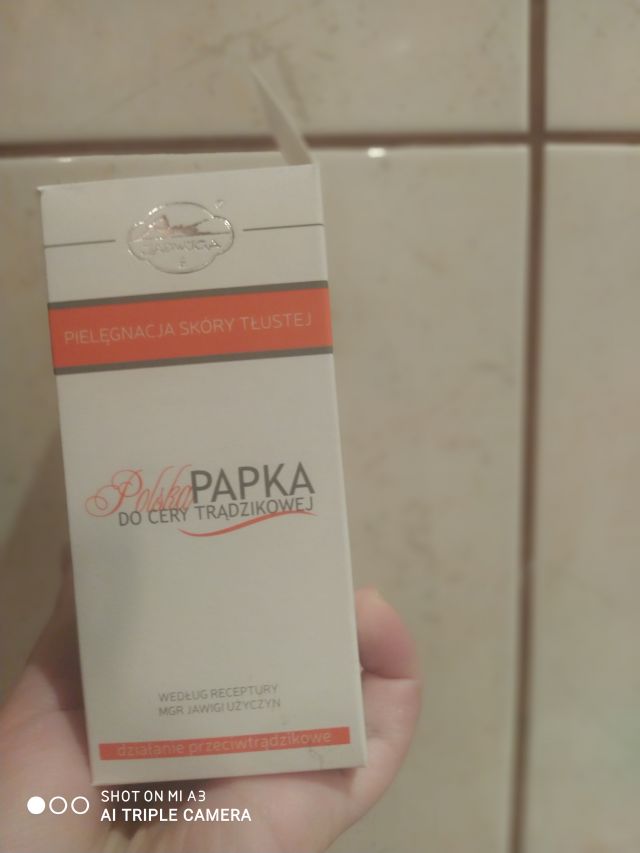 JADWIGA
PIELĘGNACJA SKÓRY TŁUSTEJ
Polska PAPKA
DO CERY TRĄDZIKOWEJ
WEDŁUG RECEPTURY
MGR JAWIGI UŻYCZYN
działanie przeciwtrądzikowe
SHOT ON MI A3
AI TRIPLE CAMERA